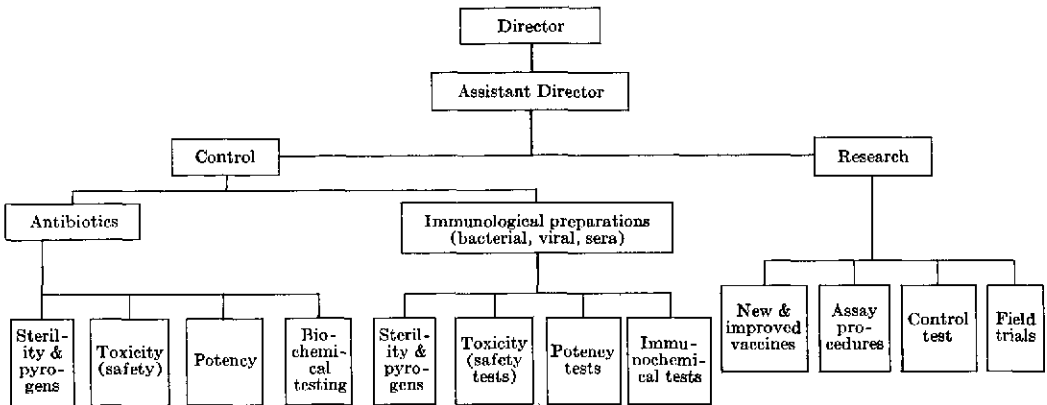 Director
Assistant Director
Control
Research
Antibiotics
Immunological preparations
(bacterial, viral, sera)
Steril-
ity &
pyro-
gens
Toxicity
(safety)
Potency
Bio-
chemi-
cal
testing
Steril-
ity &
pyro-
gens
Toxicity
(safety
tests)
Potency
tests
Immu-
nochemi-
cal tests
New &
improved
vaccines
Assay
pro-
cedures
Control
test
Field
trials